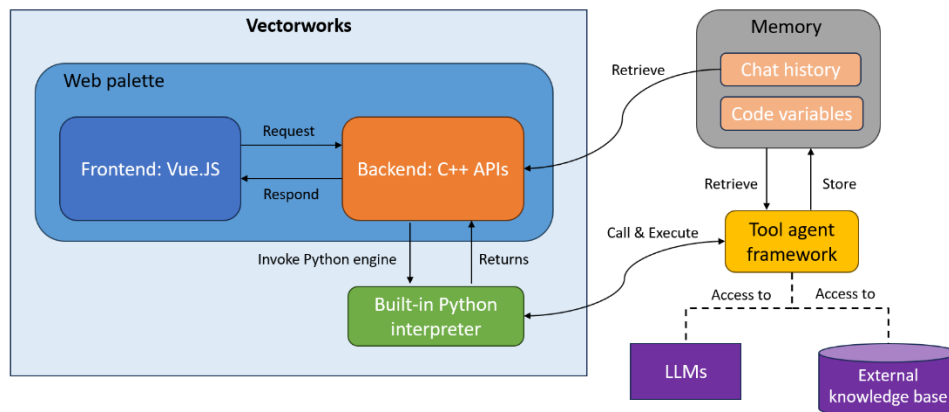 Vectorworks
Web palette
Frontend: Vue.JS
Request
Respond
Backend: C++ APIs
Invoke Python engine
Returns
Built-in Python
interpreter
Retrieve
Memory
Chat history
Code variables
Retrieve
Store
Call & Execute
Tool agent
framework
Access to
Access to
LLMs
External
knowledge base